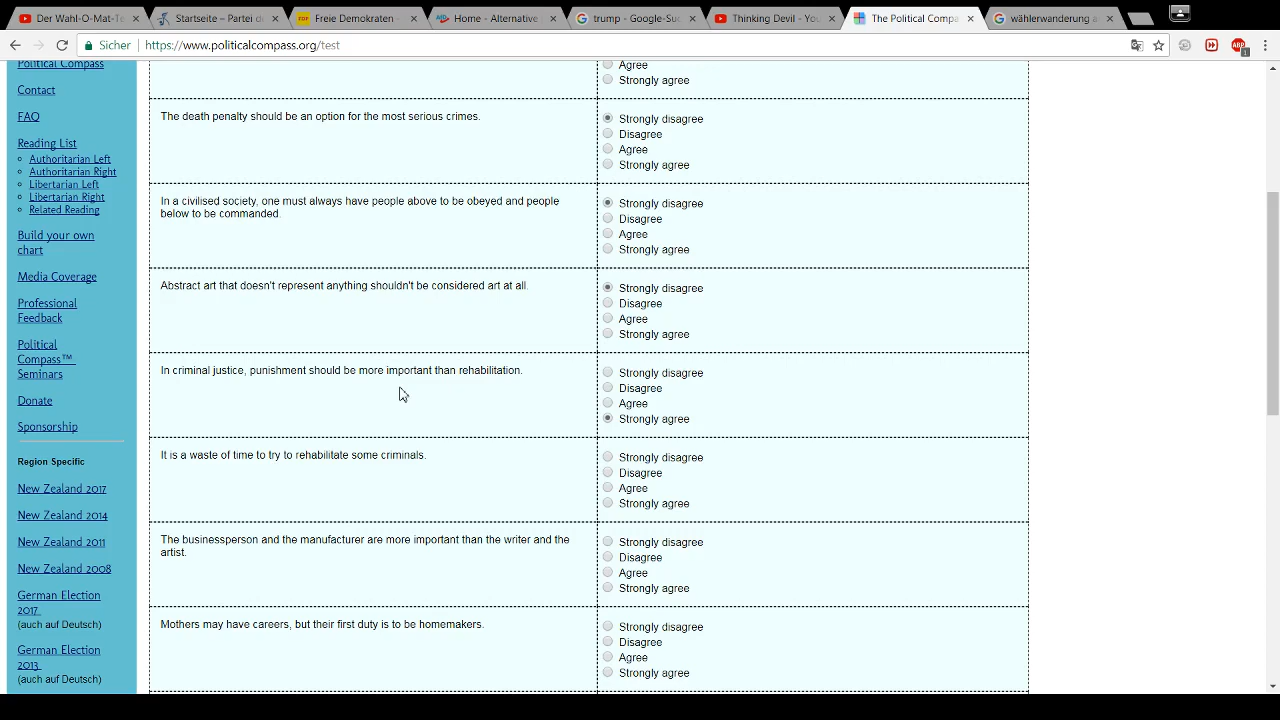 Der Wahl-O-Mat-Te
Startseite – Partei de
Freie Demokraten -
Home - Alternative
trump - Google-Suc
Thinking Devil - You
The Political Compa
wählerwanderung a
Sicher
https://www.politicalcompass.org/test
Political Compass
Contact
FAQ
Reading List
Authoritarian Left
Authoritarian Right
Libertarian Left
Libertarian Right
Related Reading
Build your own
chart
Media Coverage
Professional
Feedback
Political
Compass™
Seminars
Donate
Sponsorship
Region Specific
New Zealand 2017
New Zealand 2014
New Zealand 2011
New Zealand 2008
German Election
2017
(auch auf Deutsch)
German Election
2013
(auch auf Deutsch)
Agree
Strongly agree
The death penalty should be an option for the most serious crimes.
Strongly disagree
Disagree
Agree
Strongly agree
In a civilised society, one must always have people above to be obeyed and people
below to be commanded.
Strongly disagree
Disagree
Agree
Strongly agree
Abstract art that doesn't represent anything shouldn't be considered art at all.
Strongly disagree
Disagree
Agree
Strongly agree
In criminal justice, punishment should be more important than rehabilitation.
Strongly disagree
Disagree
Agree
Strongly agree
It is a waste of time to try to rehabilitate some criminals.
Strongly disagree
Disagree
Agree
Strongly agree
The businessperson and the manufacturer are more important than the writer and the
artist.
Strongly disagree
Disagree
Agree
Strongly agree
Mothers may have careers, but their first duty is to be homemakers.
Strongly disagree
Disagree
Agree
Strongly agree